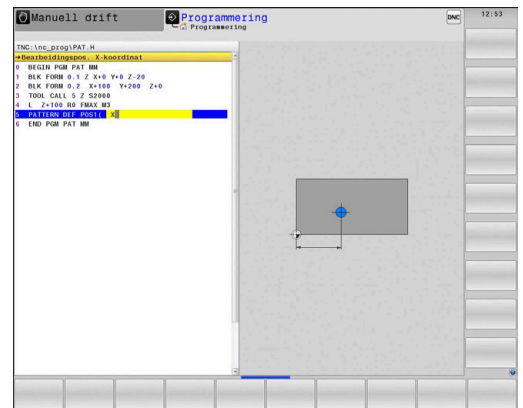 Manuell drift
Programmering
Programmering
DNC
12:53
TNC:\nc_prog\PAT.H
→Bearbeidingspos. X-koordinat
0 BEGIN PGM PAT MM
1 BLK FORM 0.1 Z X+0 Y+0 Z-20
2 BLK FORM 0.2 X+100 Y+200 Z+0
3 TOOL CALL 5 Z S2000
4 L Z+100 R0 FMAX M3
5 PATTERN DEF POS1( X
6 END PGM PAT MM